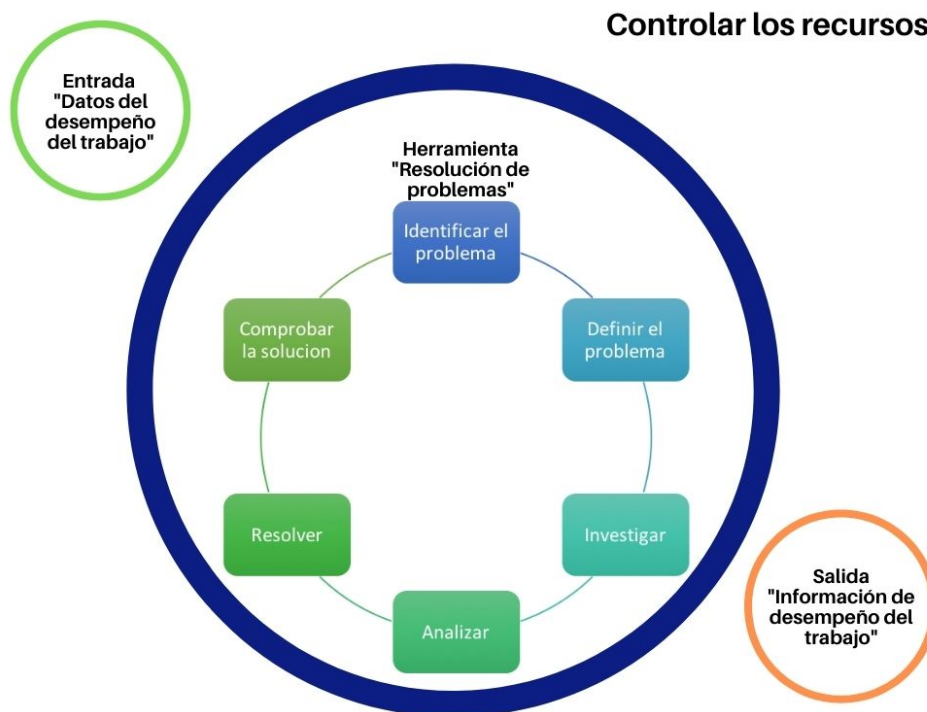 Controlar los recursos
Entrada
"Datos del
desempeño
del trabajo"
Herramienta
"Resolución de
problemas"
Identificar el
problema
Definir el
problema
Investigar
Analizar
Resolver
Comprobar
la solucion
Salida
"Información de
desempeño del
trabajo"